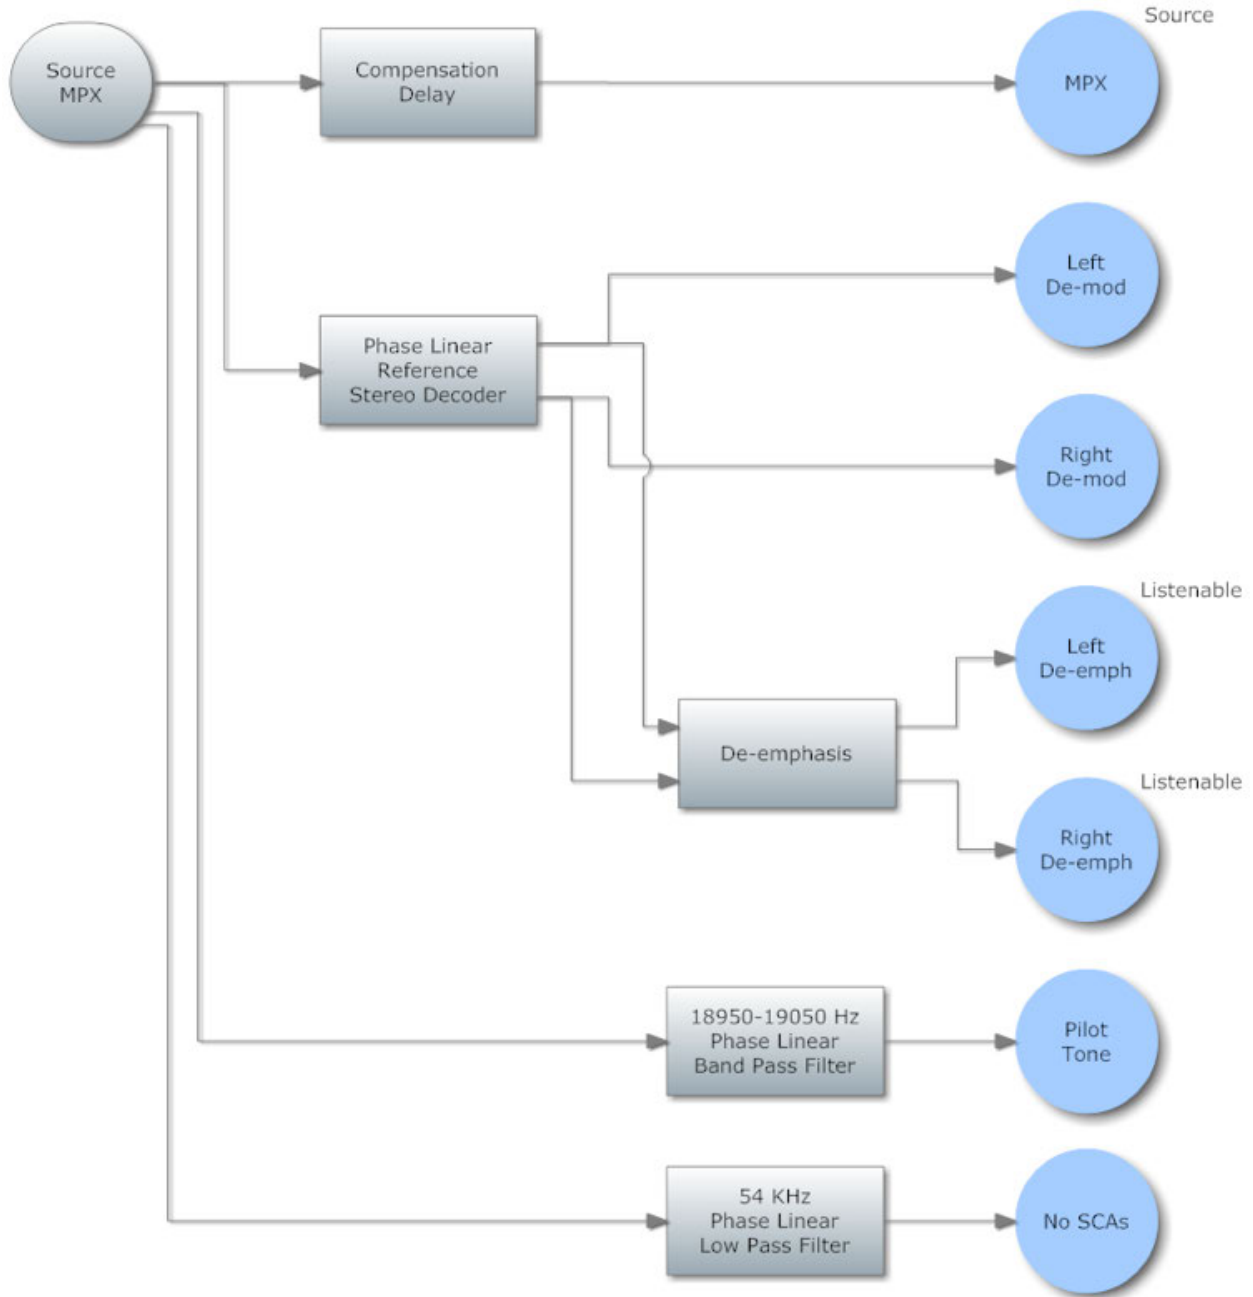 Source
Source
MPX
Compensation
Delay
MPX
Left
De-mod
Phase Linear
Reference
Stereo Decoder
Right
De-mod
Listenable
Left
De-emph
De-emphasis
Listenable
Right
De-emph
18950-19050 Hz
Phase Linear
Band Pass Filter
Pilot
Tone
54 KHz
Phase Linear
Low Pass Filter
No SCAs